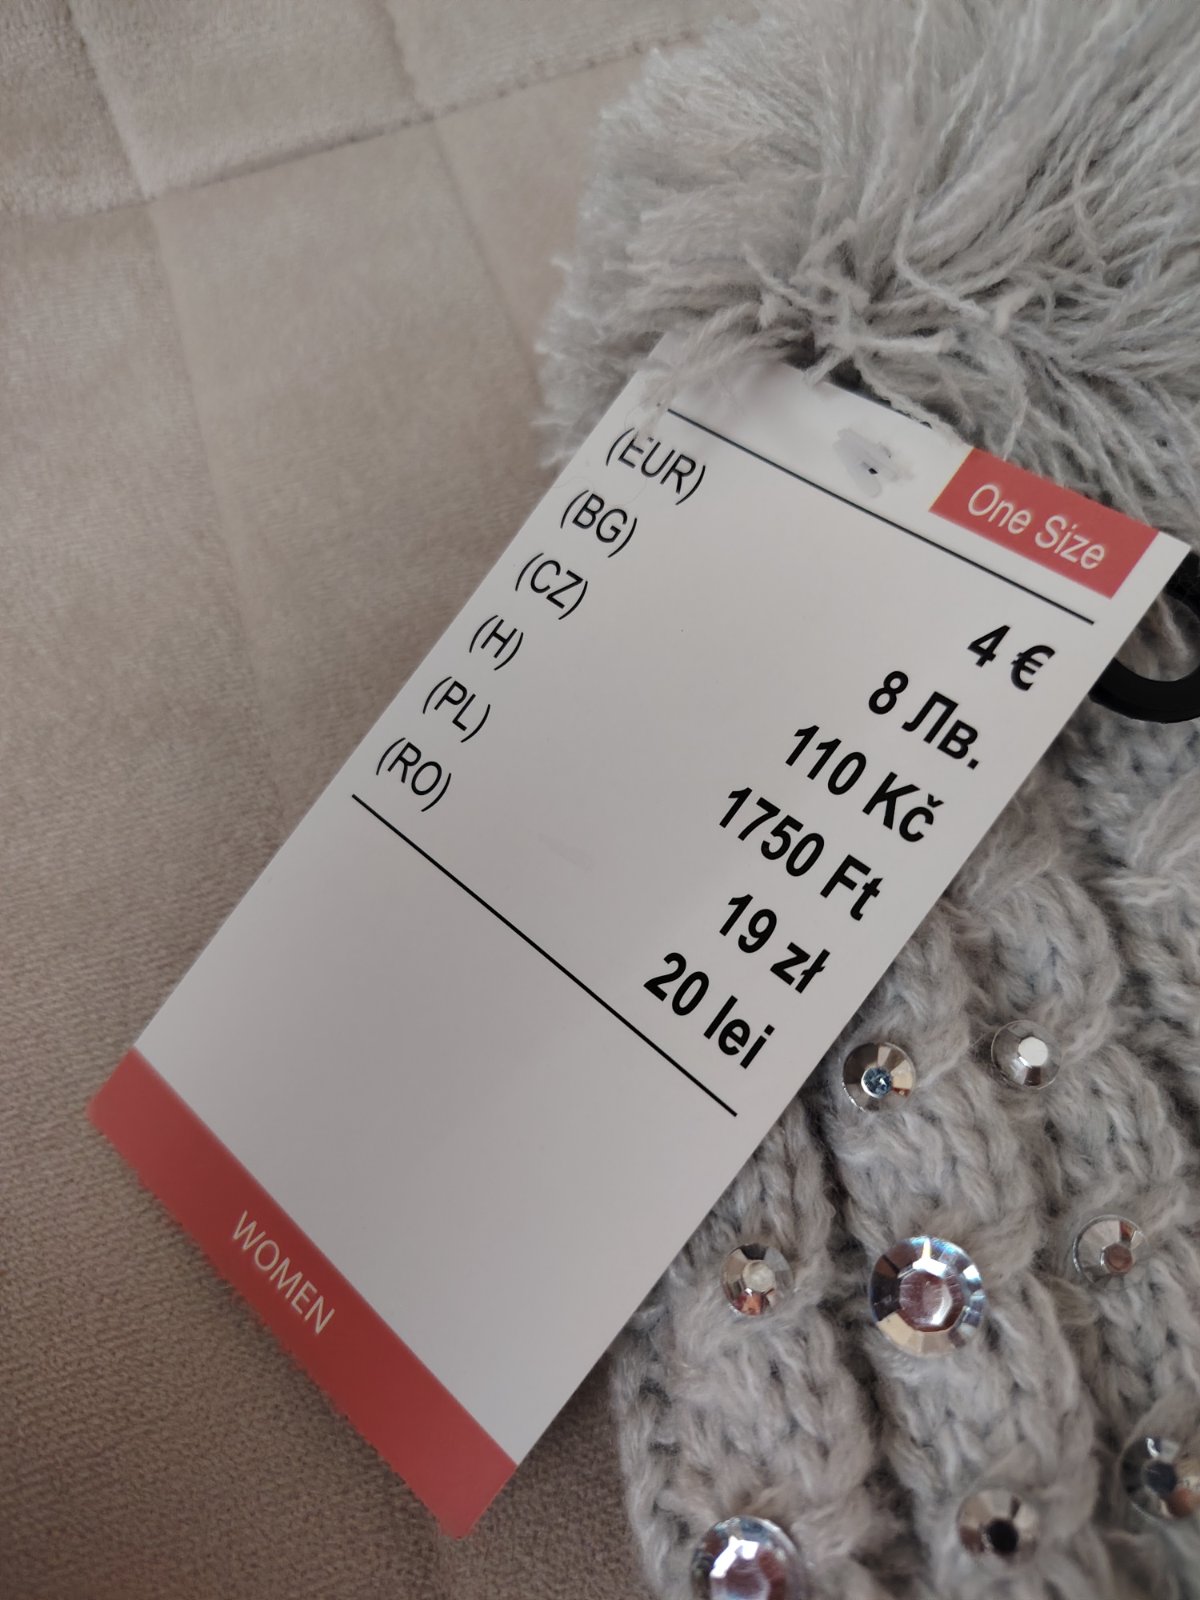 One Size
(EUR) 4 €
(BG) 8 Лв.
(CZ) 110 Kč
(H) 1750 Ft
(PL) 19 zł
(RO) 20 lei
WOMEN